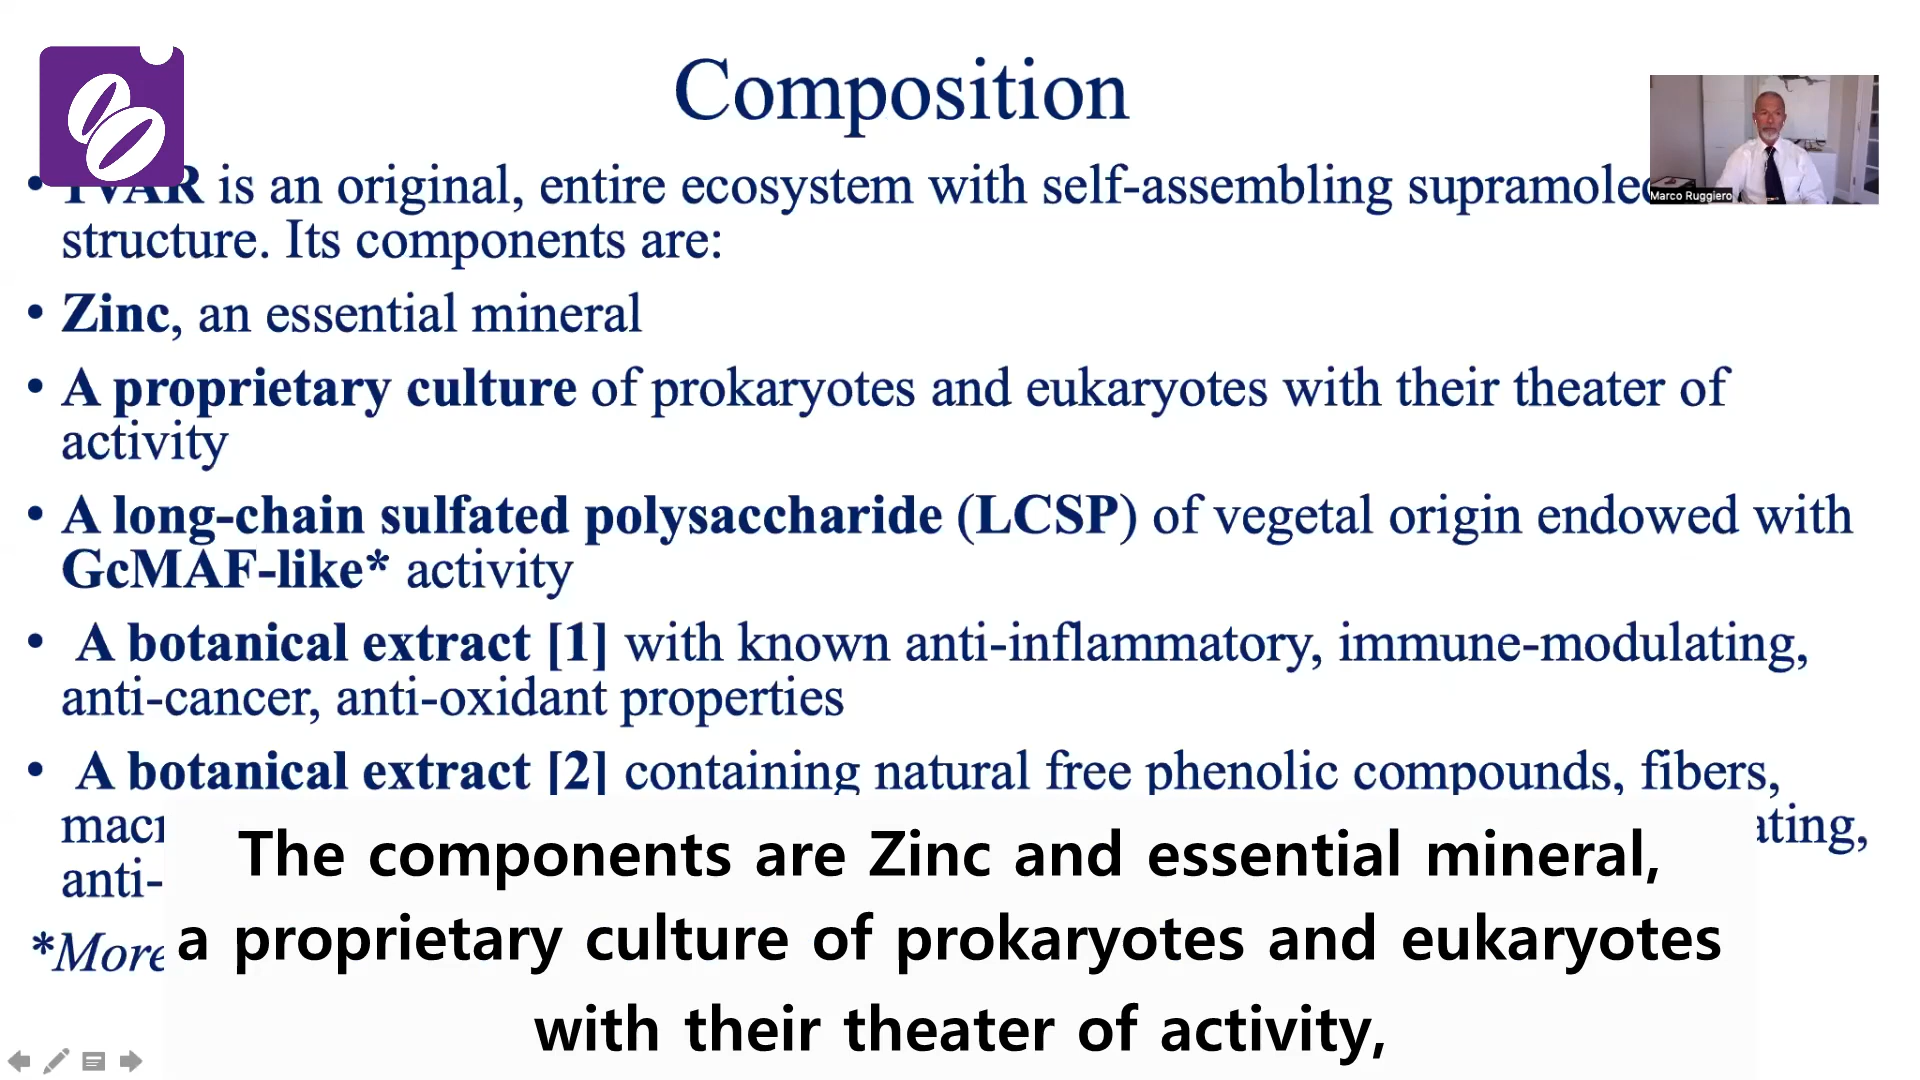 Composition
• is an original, entire ecosystem with self-assembling
Marco Ruggiero
structure. Its components are:
• Zinc, an essential mineral
• A proprietary culture of prokaryotes and eukaryotes with their theater of
activity
• A long-chain sulfated polysaccharide (LCSP) of vegetal origin endowed with
GcMAF-like* activity
• A botanical extract [1] with known anti-inflammatory, immune-modulating,
anti-cancer, anti-oxidant properties
• A botanical extract [2] containing natural free phenolic compounds, fibers,
anti-
*More
The components are Zinc and essential mineral,
a proprietary culture of prokaryotes and eukaryotes
with their theater of activity,